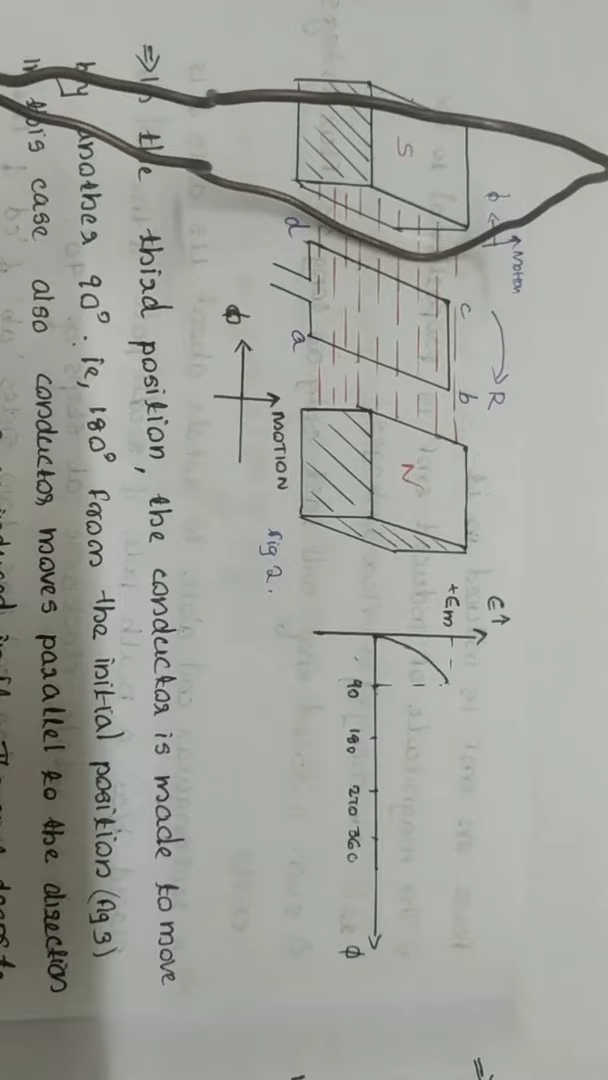 E↑
+Em
90 180 270 360 φ
R
S
φ
Motion
c
b
N
d
a
φ
MOTION
fig 2.
⇒ In the third position, the conductor is made to move
by another 90°. ie, 180° from the initial position (fig 3)
In this case also conductor moves parallel to the direction
induced in